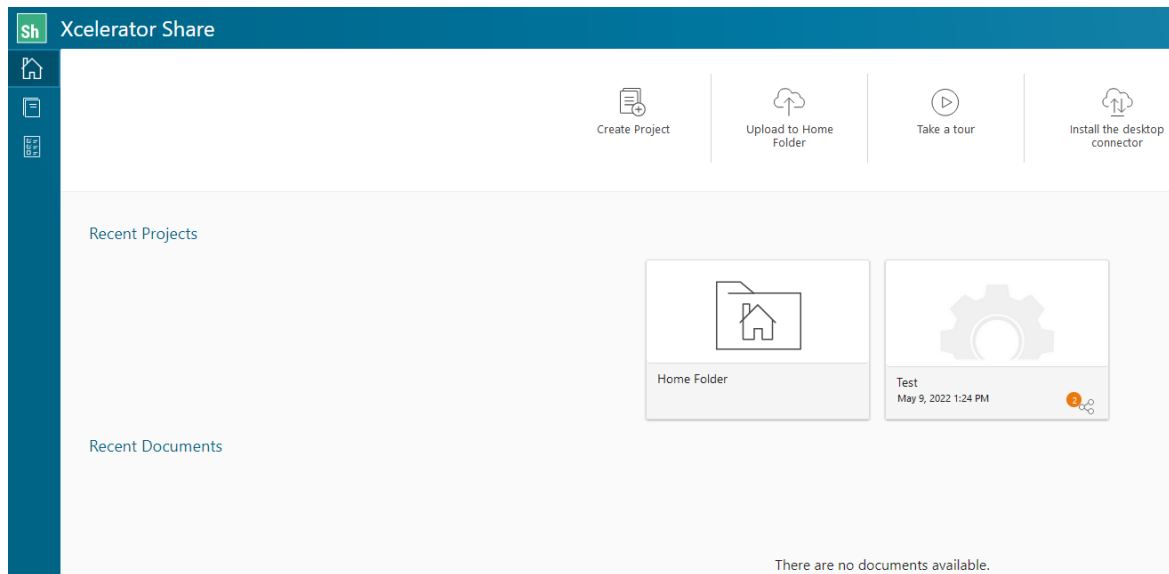 Sh Xcelerator Share
Create Project
Upload to Home
Folder
Take a tour
Install the desktop
connector
Recent Projects
Home Folder
Test
May 9, 2022 1:24 PM
2
Recent Documents
There are no documents available.